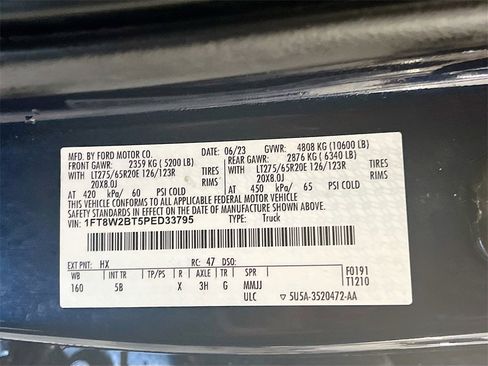 MFD. BY FORD MOTOR CO. DATE: 06/23 GVWR: 4808 KG (10600 LB)
FRONT GAWR: 2359 KG ( 5200 LB) REAR GAWR: 2876 KG ( 6340 LB)
WITH LT275/65R20E 126/123R TIRES WITH LT275/65R20E 126/123R TIRES
20X8.0J RIMS 20X8.0J RIMS
AT 420 kPa/ 60 PSI COLD AT 450 kPa/ 65 PSI COLD
THIS VEHICLE CONFORMS TO ALL APPLICABLE FEDERAL MOTOR VEHICLE
SAFETY STANDARDS IN EFFECT ON THE DATE OF MANUFACTURE SHOWN ABOVE.
VIN: 1FT8W2BT5PED33795 TYPE: Truck
EXT PNT: HX RC: 47 DSO: F0191
WB INT TR TP/PS R AXLE TR SPR T1210
160 5B X 3H G MMJJ
ULC ▽ 5U5A-3520472-AA